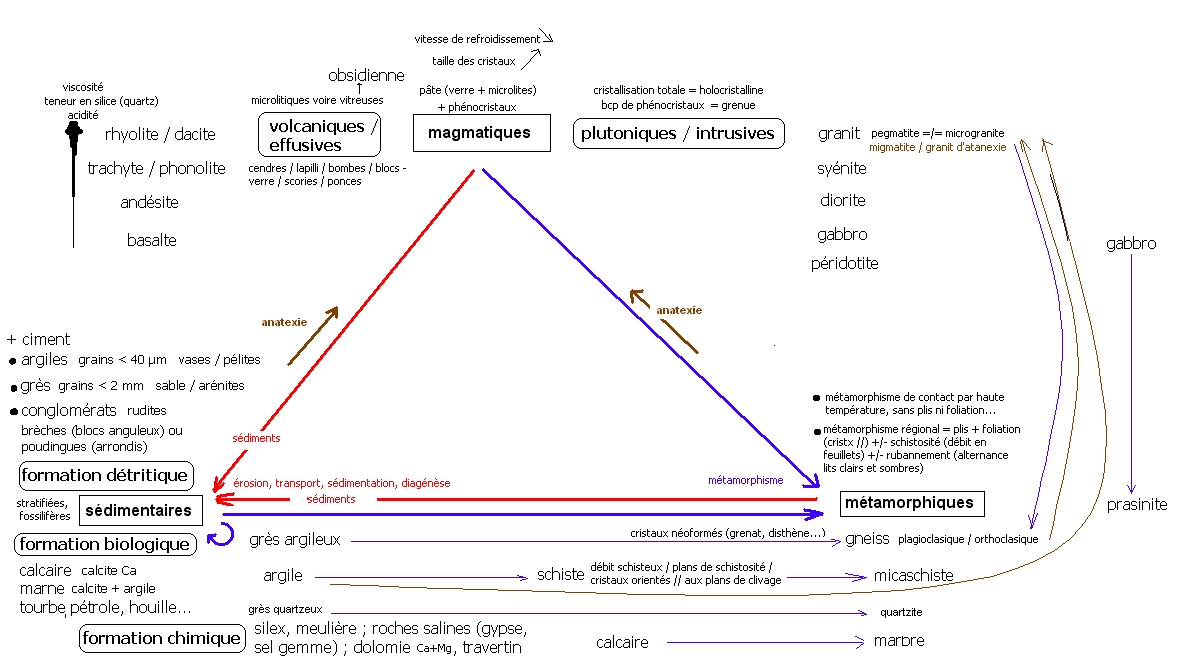 vitesse de refroidissement
taille des cristaux
obsidienne
viscosité
teneur en silice (quartz)
acidité
microlitiques voire vitreuses
pâte (verre + microlites)
+ phénocristaux
cristallisation totale = holocristalline
bcp de phénocristaux = grenue
volcaniques /
effusives
magmatiques
plutoniques / intrusives
rhyolite / dacite
granit pegmatite =/= microgranite
migmatite / granit d'atanexie
trachyte / phonolite
cendres / lapilli / bombes / blocs -
verre / scories / ponces
syénite
andésite
diorite
basalte
gabbro
gabbro
péridotite
anatexie
anatexie
+ ciment
argiles grains < 40 µm vases / pélites
grès grains < 2 mm sable / arénites
conglomérats rudites
brèches (blocs anguleux) ou
poudingues (arrondis)
métamorphisme de contact par haute
température, sans plis ni foliation...
métamorphisme régional = plis + foliation
(cristx //) +/- schistosité (débit en
feuillets) +/- rubannement (alternance
lits clairs et sombres)
sédiments
formation détritique
érosion, transport, sédimentation, diagénèse
métamorphisme
sédiments
stratifiées,
fossilifères
sédimentaires
métamorphiques
prasinite
formation biologique
grès argileux
cristaux néoformés (grenat, disthène...)
gneiss plagioclasique / orthoclasique
calcaire calcite Ca
marne calcite + argile
tourbe, pétrole, houille...
argile
schiste
débit schisteux / plans de schistosité /
cristaux orientés // aux plans de clivage
micaschiste
grès quartzeux
quartzite
formation chimique
silex, meulière ; roches salines (gypse,
sel gemme) ; dolomie Ca+Mg, travertin
calcaire
marbre